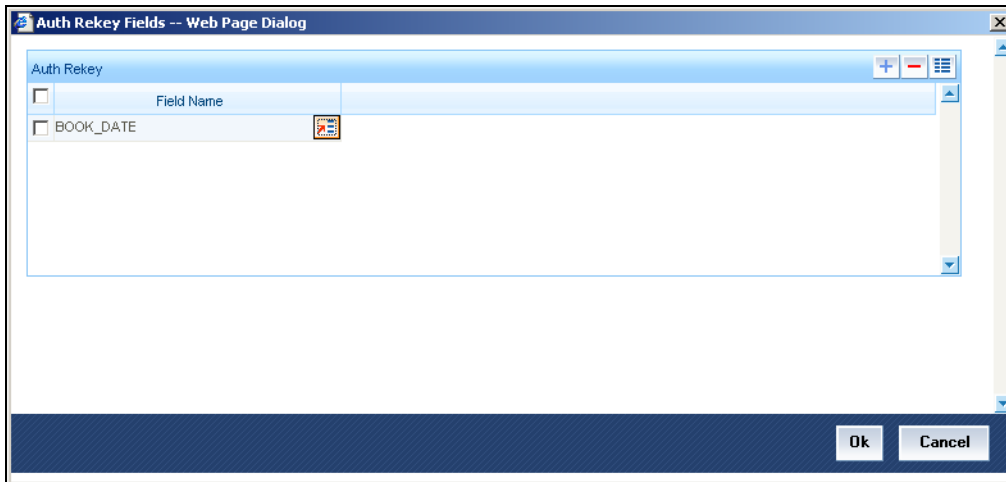 Auth Rekey Fields -- Web Page Dialog
Auth Rekey
Field Name
BOOK_DATE
Ok Cancel